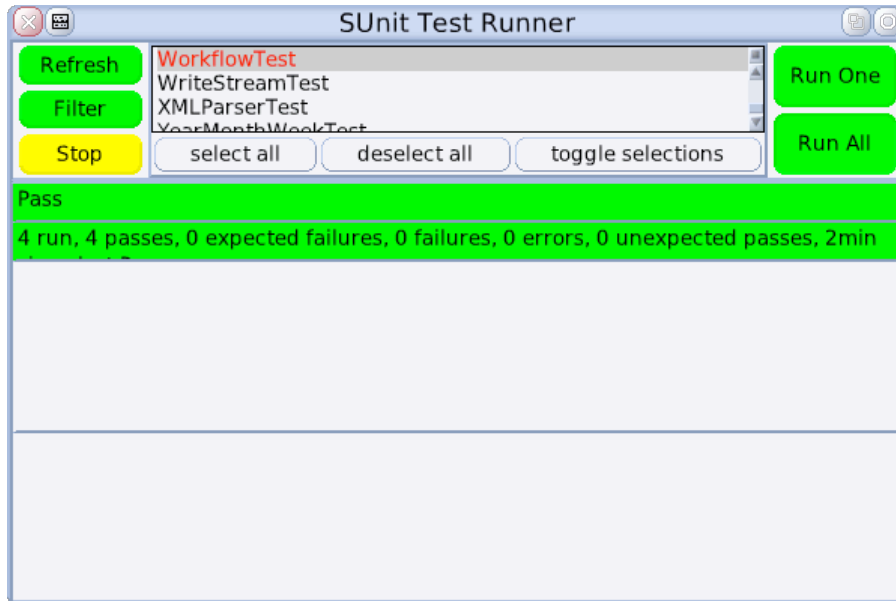 SUnit Test Runner
Refresh
Filter
Stop
WorkflowTest
WriteStreamTest
XMLParserTest
YearMonthWeekTest
select all
deselect all
toggle selections
Run One
Run All
Pass
4 run, 4 passes, 0 expected failures, 0 failures, 0 errors, 0 unexpected passes, 2min